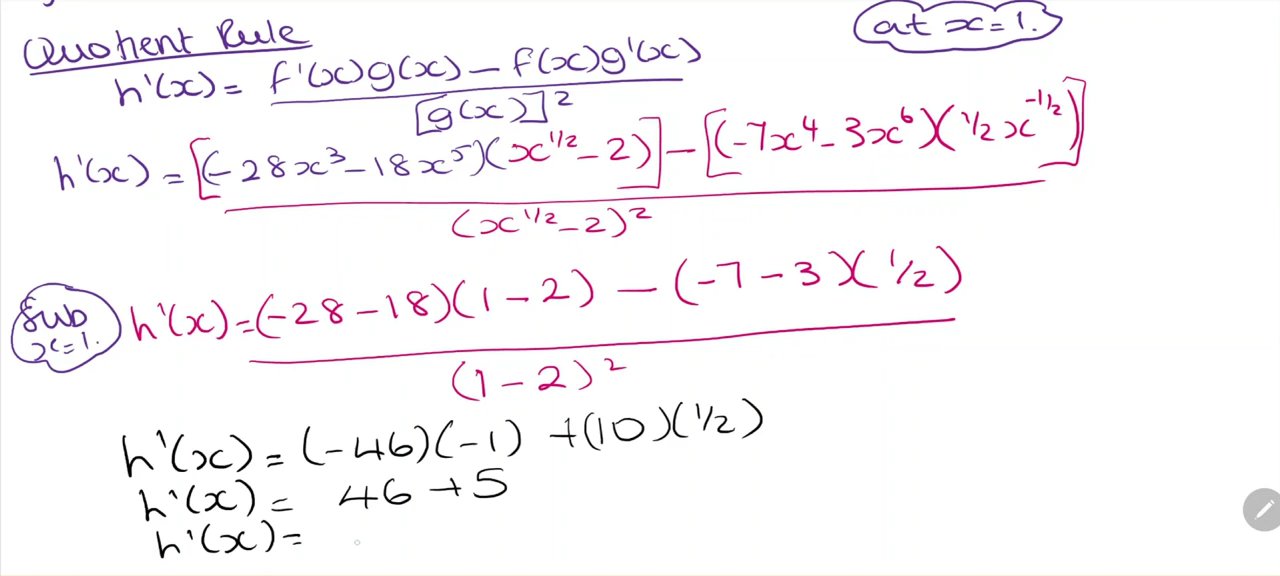 at x=1.
Quotient Rule
h'(x) = f'(x)g(x) - f(x)g'(x)
[g(x)]²
h'(x) = [(-28x³-18x⁵)(x^1/2-2)] - [(-7x⁴-3x⁶)(1/2 x^-1/2)]
(x^1/2-2)²
Sub x=1.
h'(x) = (-28-18)(1-2) - (-7-3)(1/2)
(1-2)²
h'(x) = (-46)(-1) +(10)(1/2)
h'(x) = 46+5
h'(x) =